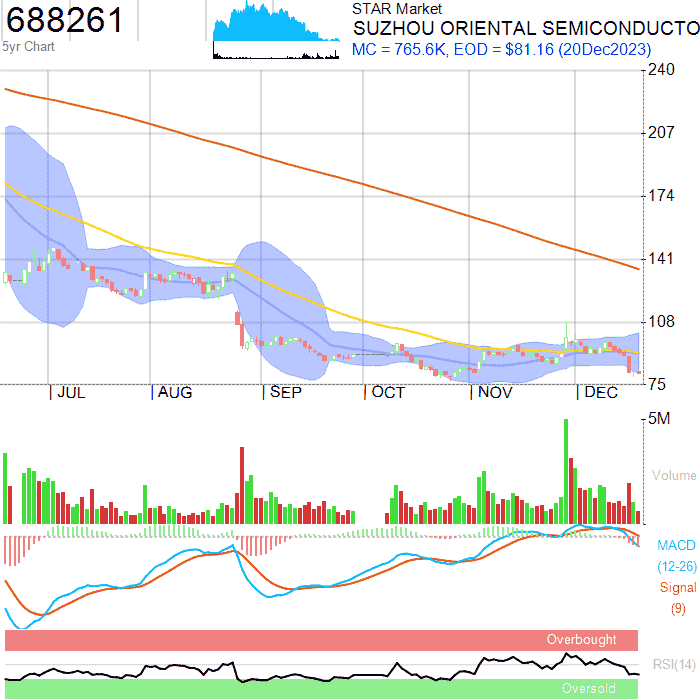 688261
5yr Chart
STAR Market
SUZHOU ORIENTAL SEMICONDUCTO
MC = 765.6K, EOD = $81.16 (20Dec2023)
240
207
174
141
108
75
JUL AUG SEP OCT NOV DEC
5M
Volume
MACD
(12-26)
Signal
(9)
Overbought
RSI(14)
Oversold